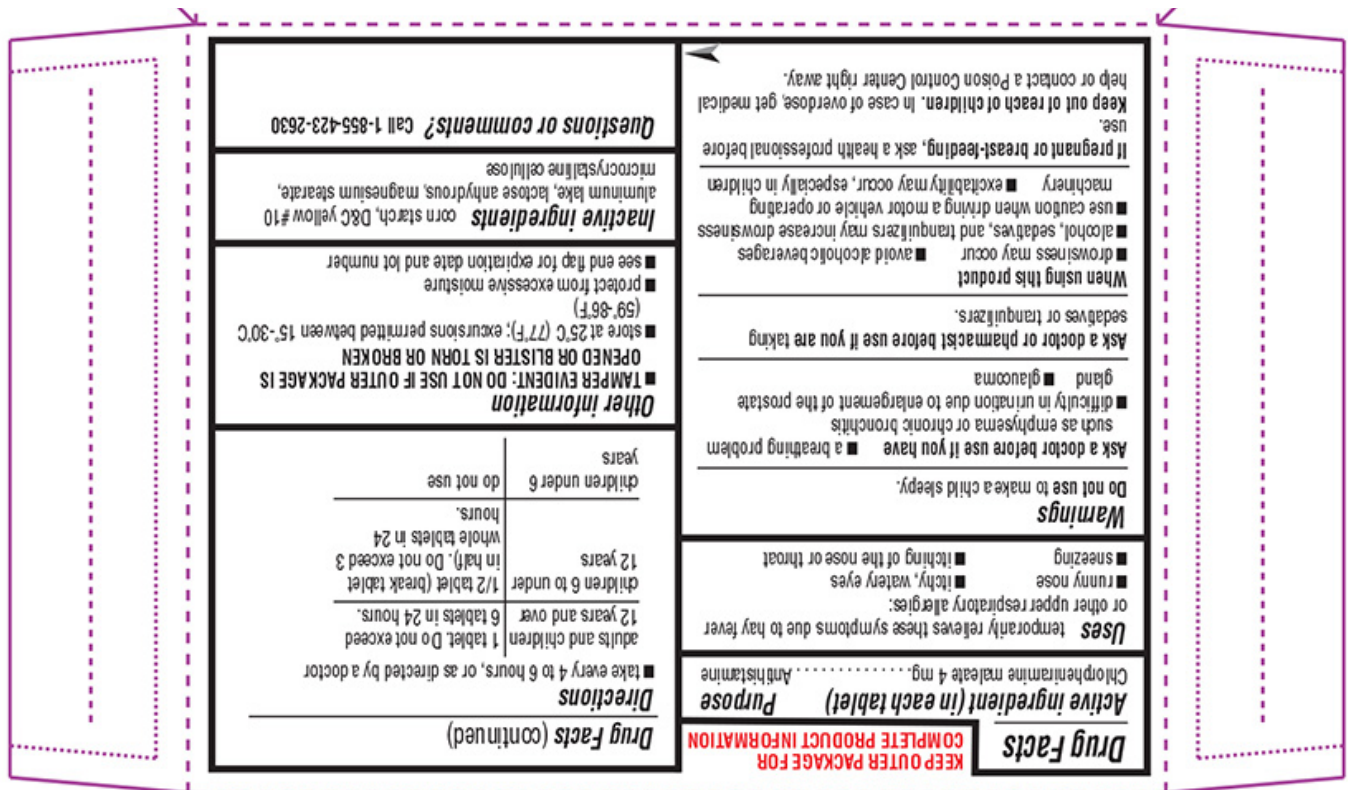 Drug Facts
KEEP OUTER PACKAGE FOR
COMPLETE PRODUCT INFORMATION
Active ingredient (in each tablet) Purpose
Chlorpheniramine maleate 4 mg. . . . . . . . . . . . . . . Antihistamine
Uses temporarily relieves these symptoms due to hay fever
or other upper respiratory allergies:
■ runny nose ■ itchy, watery eyes
■ sneezing ■ itching of the nose or throat
Warnings
Do not use to make a child sleepy.
Ask a doctor before use if you have ■ a breathing problem
such as emphysema or chronic bronchitis
■ difficulty in urination due to enlargement of the prostate
gland ■ glaucoma
Ask a doctor or pharmacist before use if you are taking
sedatives or tranquilizers.
When using this product
■ drowsiness may occur ■ avoid alcoholic beverages
■ alcohol, sedatives, and tranquilizers may increase drowsiness
■ use caution when driving a motor vehicle or operating
machinery ■ excitability may occur, especially in children
If pregnant or breast-feeding, ask a health professional before
use.
Keep out of reach of children. In case of overdose, get medical
help or contact a Poison Control Center right away.
Drug Facts (continued)
Directions
■ take every 4 to 6 hours, or as directed by a doctor
adults and children 1 tablet. Do not exceed
12 years and over 6 tablets in 24 hours.
children 6 to under 1/2 tablet (break tablet
12 years in half). Do not exceed 3
whole tablets in 24
hours.
children under 6 do not use
years
Other information
■ TAMPER EVIDENT: DO NOT USE IF OUTER PACKAGE IS
OPENED OR BLISTER IS TORN OR BROKEN
■ store at 25°C (77°F); excursions permitted between 15°-30°C
(59°-86°F)
■ protect from excessive moisture
■ see end flap for expiration date and lot number
Inactive ingredients corn starch, D&C yellow #10
aluminum lake, lactose anhydrous, magnesium stearate,
microcrystalline cellulose
Questions or comments? Call 1-855-423-2630